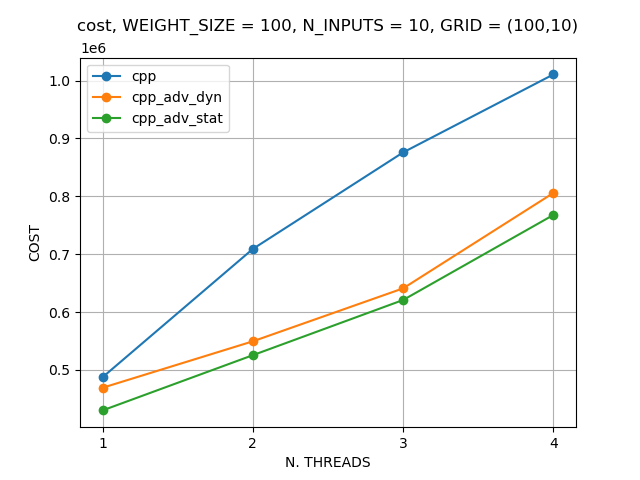 cost, WEIGHT_SIZE = 100, N_INPUTS = 10, GRID = (100,10)
1e6
cpp
cpp_adv_dyn
cpp_adv_stat
1.0
0.9
0.8
0.7
0.6
0.5
COST
1 2 3 4
N. THREADS